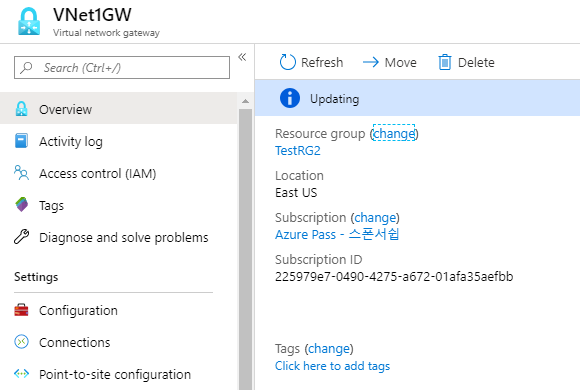 VNet1GW
Virtual network gateway
Search (Ctrl+/)
«
Overview
Activity log
Access control (IAM)
Tags
Diagnose and solve problems
Settings
Configuration
Connections
Point-to-site configuration
Refresh
Move
Delete
Updating
Resource group (change)
TestRG2
Location
East US
Subscription (change)
Azure Pass - 스폰서쉽
Subscription ID
225979e7-0490-4275-a672-01afa35aefbb
Tags (change)
Click here to add tags